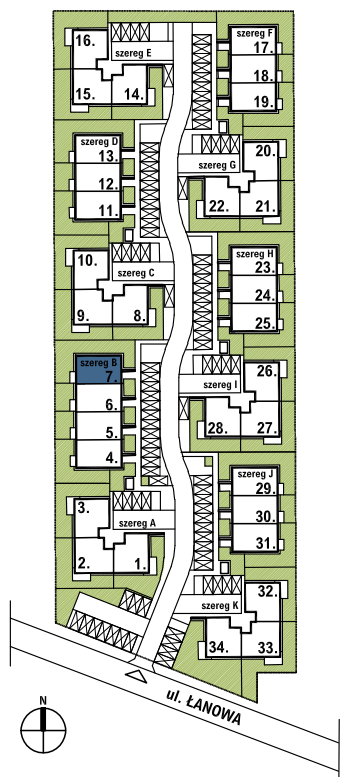 16.
szereg E
15.
14.
szereg F
17.
18.
19.
szereg D
13.
12.
11.
szereg G
20.
22.
21.
10.
szereg C
9.
8.
szereg H
23.
24.
25.
szereg B
7.
6.
5.
4.
26.
szereg I
28.
27.
3.
szereg A
2.
1.
szereg J
29.
30.
31.
szereg K
32.
34.
33.
ul. ŁANOWA
N